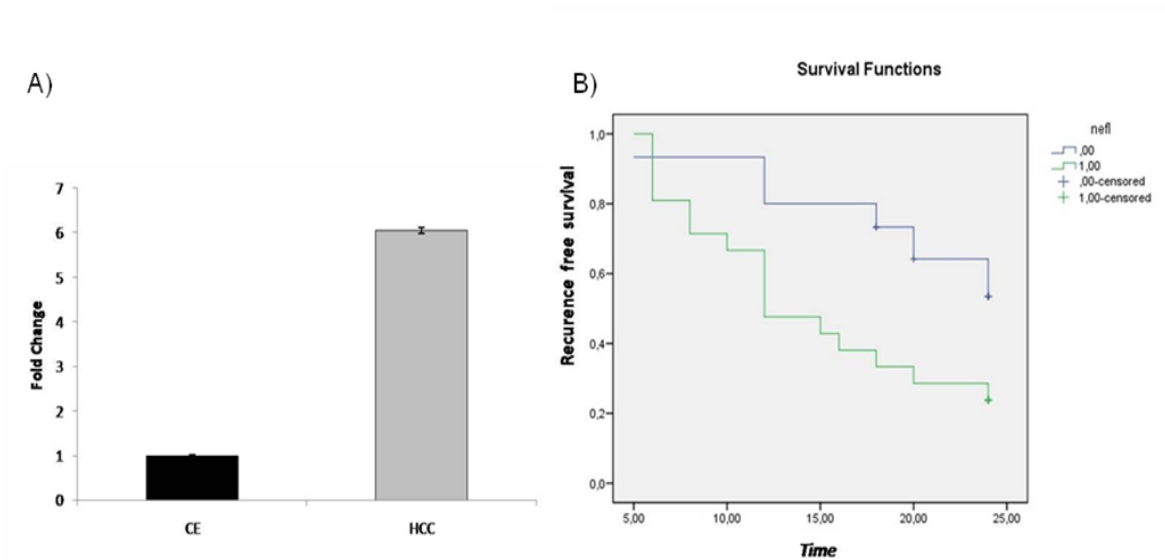 A)
Fold Change
7
6
5
4
3
2
1
0
CE HCC
B)
Survival Functions
Recurence free survival
1,0
0,8
0,6
0,4
0,2
0,0
5,00 10,00 15,00 20,00 25,00
Time
nefl
,00
1,00
,00-censored
1,00-censored